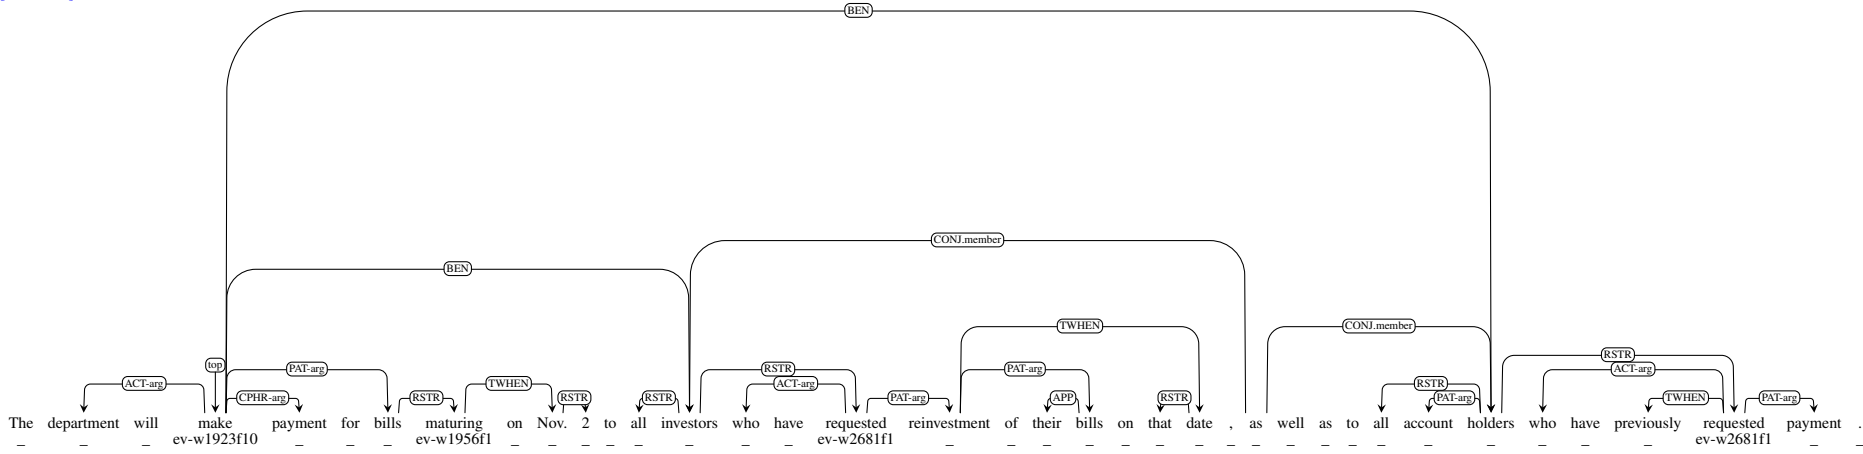 BEN
CONJ.member
BEN
TWHEN CONJ.member
top PAT-arg RSTR PAT-arg RSTR
ACT-arg TWHEN ACT-arg RSTR ACT-arg
CPHR-arg RSTR RSTR RSTR PAT-arg APP RSTR PAT-arg TWHEN PAT-arg
The department will make payment for bills maturing on Nov. 2 to all investors who have requested reinvestment of their bills on that date , as well as to all account holders who have previously requested payment .
_ _ _ ev-w1923f10 _ _ _ ev-w1956f1 _ _ _ _ _ _ _ _ ev-w2681f1 _ _ _ _ _ _ _ _ _ _ _ _ _ _ _ _ _ _ ev-w2681f1 _ _